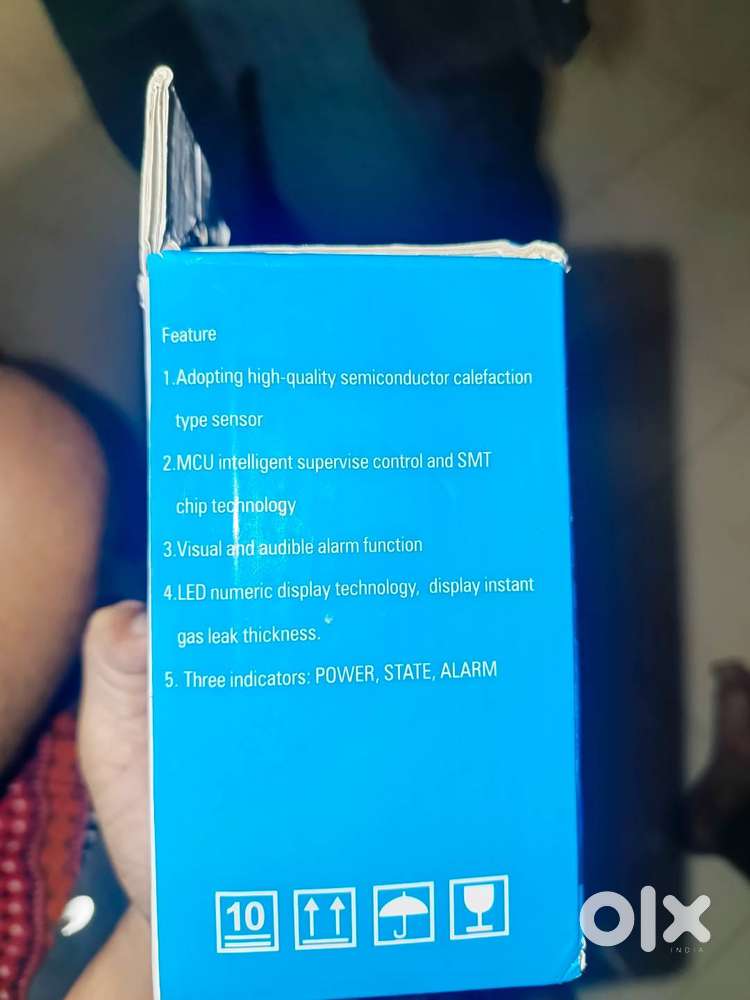 Feature
1.Adopting high-quality semiconductor calefaction
type sensor
2.MCU intelligent supervise control and SMT
chip technology
3.Visual and audible alarm function
4.LED numeric display technology, display instant
gas leak thickness.
5. Three indicators: POWER, STATE, ALARM
10
olx
INDIA